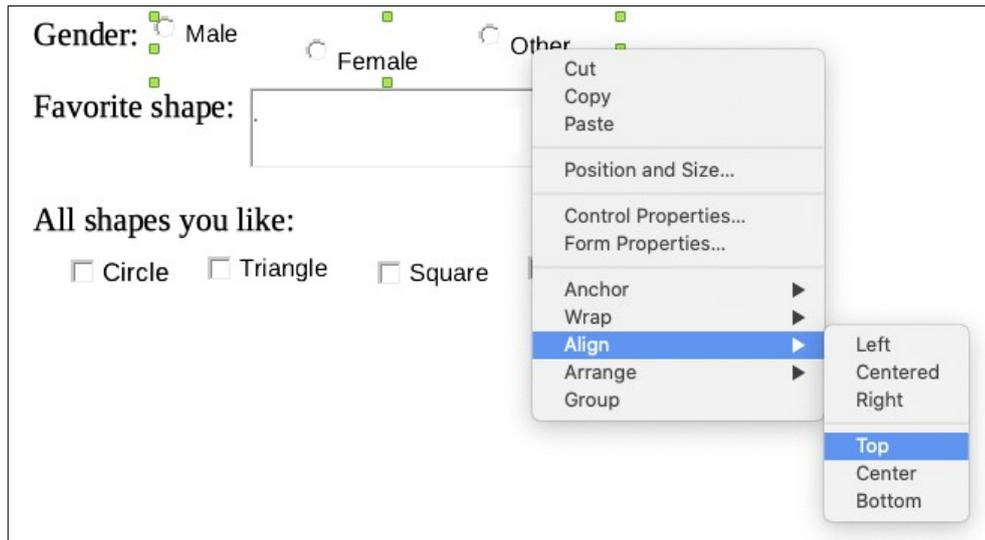 Gender: Male Female Other
Favorite shape:
.
All shapes you like:
Circle Triangle Square
Cut
Copy
Paste
Position and Size...
Control Properties...
Form Properties...
Anchor
Wrap
Align
Arrange
Group
Left
Centered
Right
Top
Center
Bottom